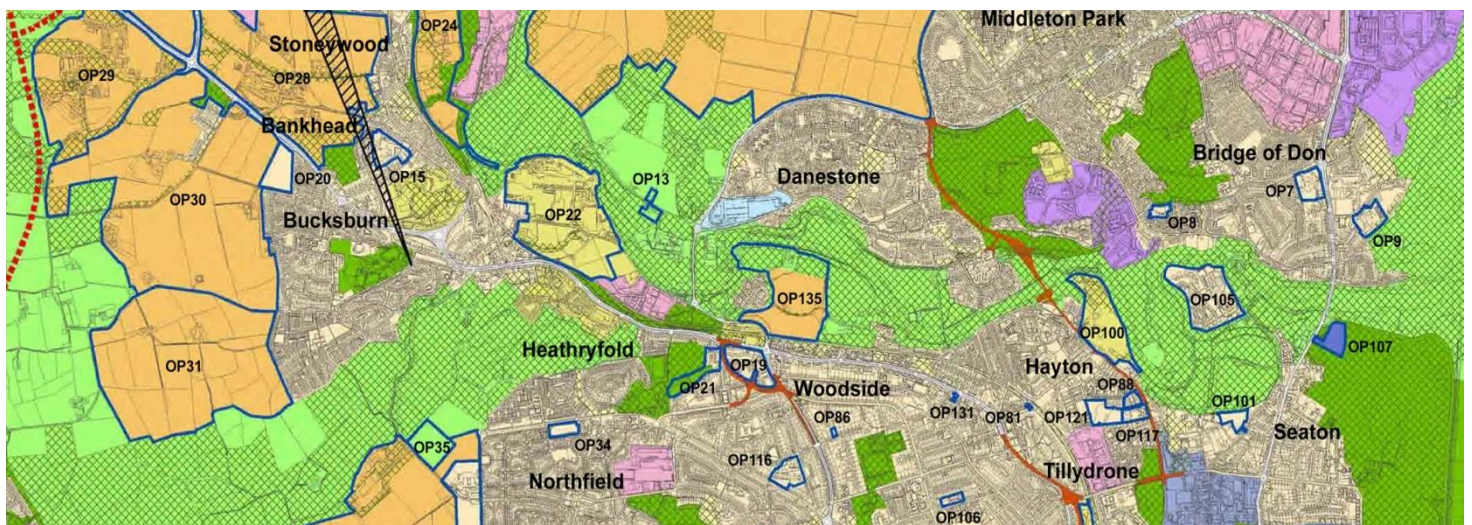 Middleton Park
OP24
Stoneywood
OP29
OP28
Bankhead
Bridge of Don
OP20
OP15
OP13
Danestone
OP7
OP30
OP22
OP8
Bucksburn
OP9
OP135
OP105
OP100
OP107
Heathryfold
OP31
OP19
Hayton
OP21
Woodside
OP88
OP131
OP81
OP121
OP101
OP86
Seaton
OP35
OP34
OP117
OP116
Tillydrone
Northfield
OP106